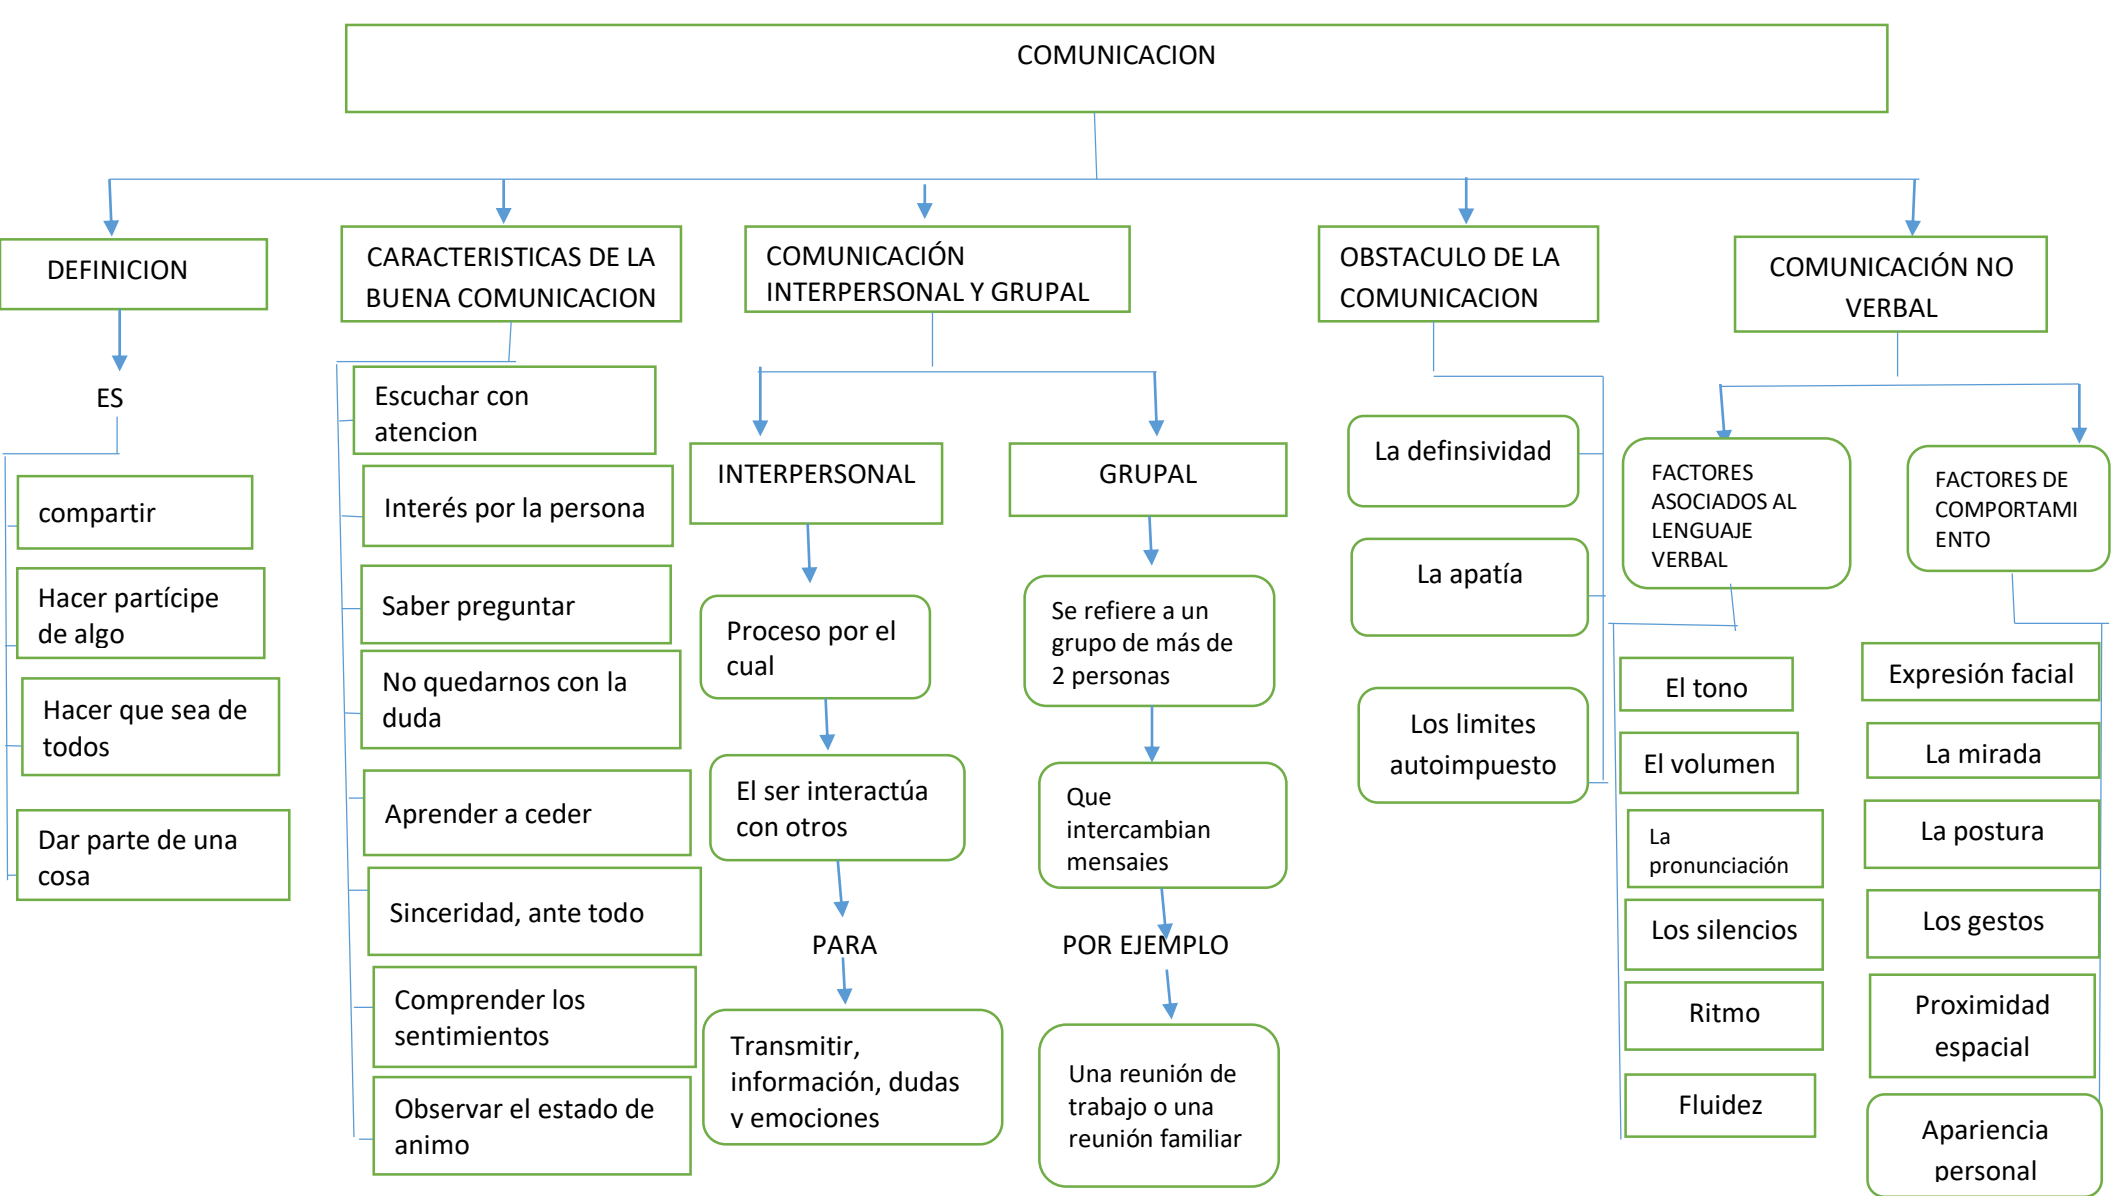 COMUNICACION
DEFINICION
ES
compartir
Hacer partícipe
de algo
Hacer que sea de
todos
Dar parte de una
cosa
CARACTERISTICAS DE LA
BUENA COMUNICACION
Escuchar con
atencion
Interés por la persona
Saber preguntar
No quedarnos con la
duda
Aprender a ceder
Sinceridad, ante todo
Comprender los
sentimientos
Observar el estado de
animo
COMUNICACIÓN
INTERPERSONAL Y GRUPAL
INTERPERSONAL
Proceso por el
cual
El ser interactúa
con otros
PARA
Transmitir,
información, dudas
y emociones
GRUPAL
Se refiere a un
grupo de más de
2 personas
Que
intercambian
mensajes
POR EJEMPLO
Una reunión de
trabajo o una
reunión familiar
OBSTACULO DE LA
COMUNICACION
La definsividad
La apatía
Los limites
autoimpuesto
COMUNICACIÓN NO
VERBAL
FACTORES
ASOCIADOS AL
LENGUAJE
VERBAL
El tono
El volumen
La
pronunciación
Los silencios
Ritmo
Fluidez
FACTORES DE
COMPORTAMI
ENTO
Expresión facial
La mirada
La postura
Los gestos
Proximidad
espacial
Apariencia
personal